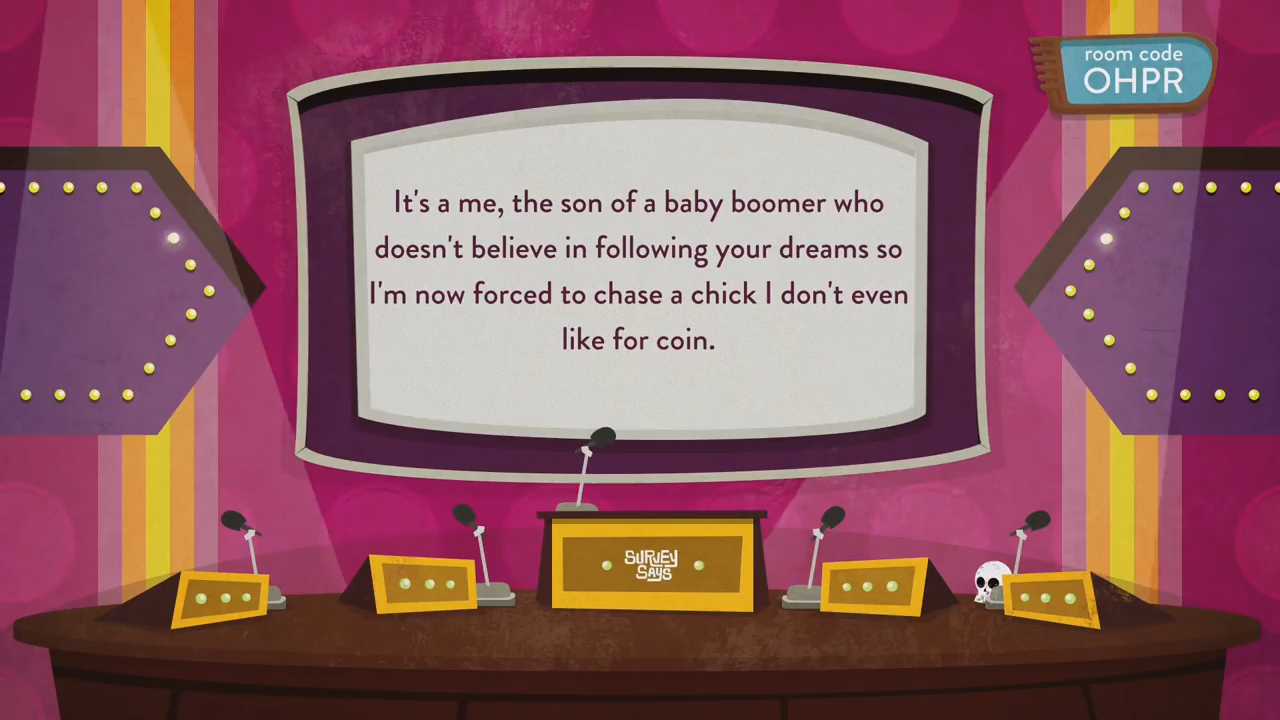 room code
OHPR
It's a me, the son of a baby boomer who
doesn't believe in following your dreams so
I'm now forced to chase a chick I don't even
like for coin.
SURVEY
SAYS